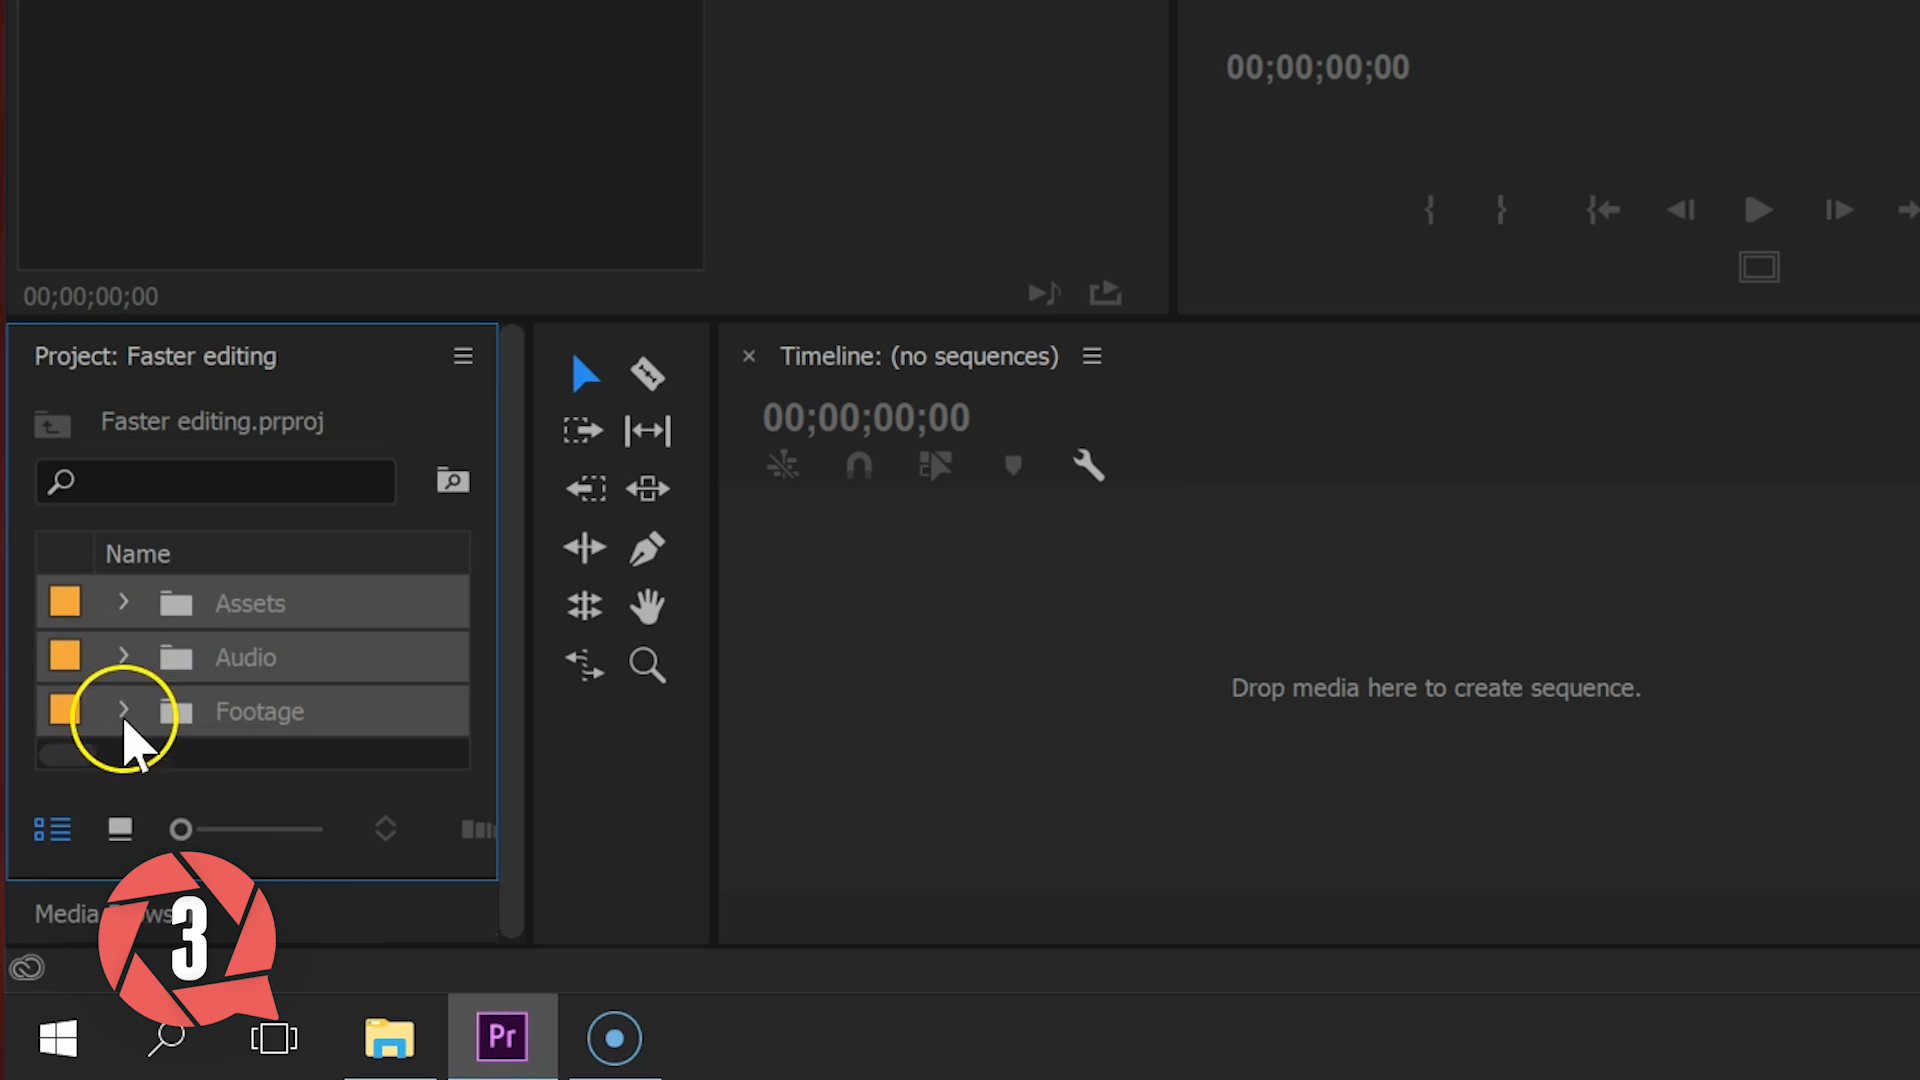 00;00;00;00
00;00;00;00
Project: Faster editing
Faster editing.prproj
Name
Assets
Audio
Footage
Timeline: (no sequences)
00;00;00;00
Drop media here to create sequence.
Media
3
Pr